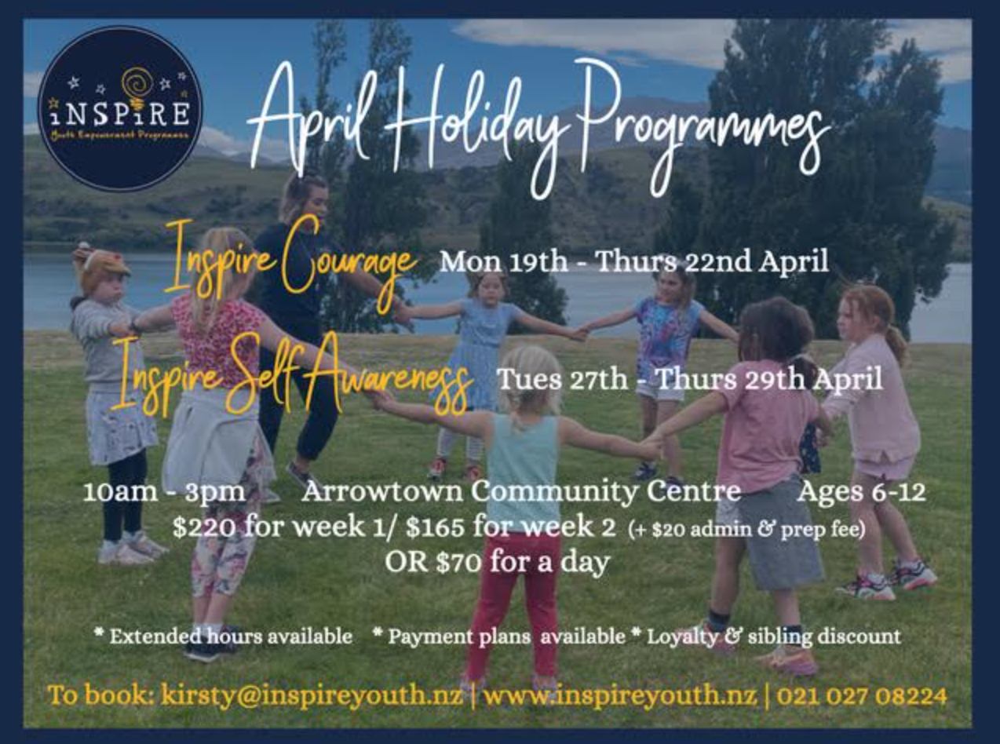 iNSPiRE
Youth Empowerment Programmes
April Holiday Programmes
Inspire Courage Mon 19th - Thurs 22nd April
Inspire Self Awareness Tues 27th - Thurs 29th April
10am - 3pm Arrowtown Community Centre Ages 6-12
$220 for week 1/ $165 for week 2 (+ $20 admin & prep fee)
OR $70 for a day
* Extended hours available * Payment plans available * Loyalty & sibling discount
To book: kirsty@inspireyouth.nz | www.inspireyouth.nz | 021 027 08224